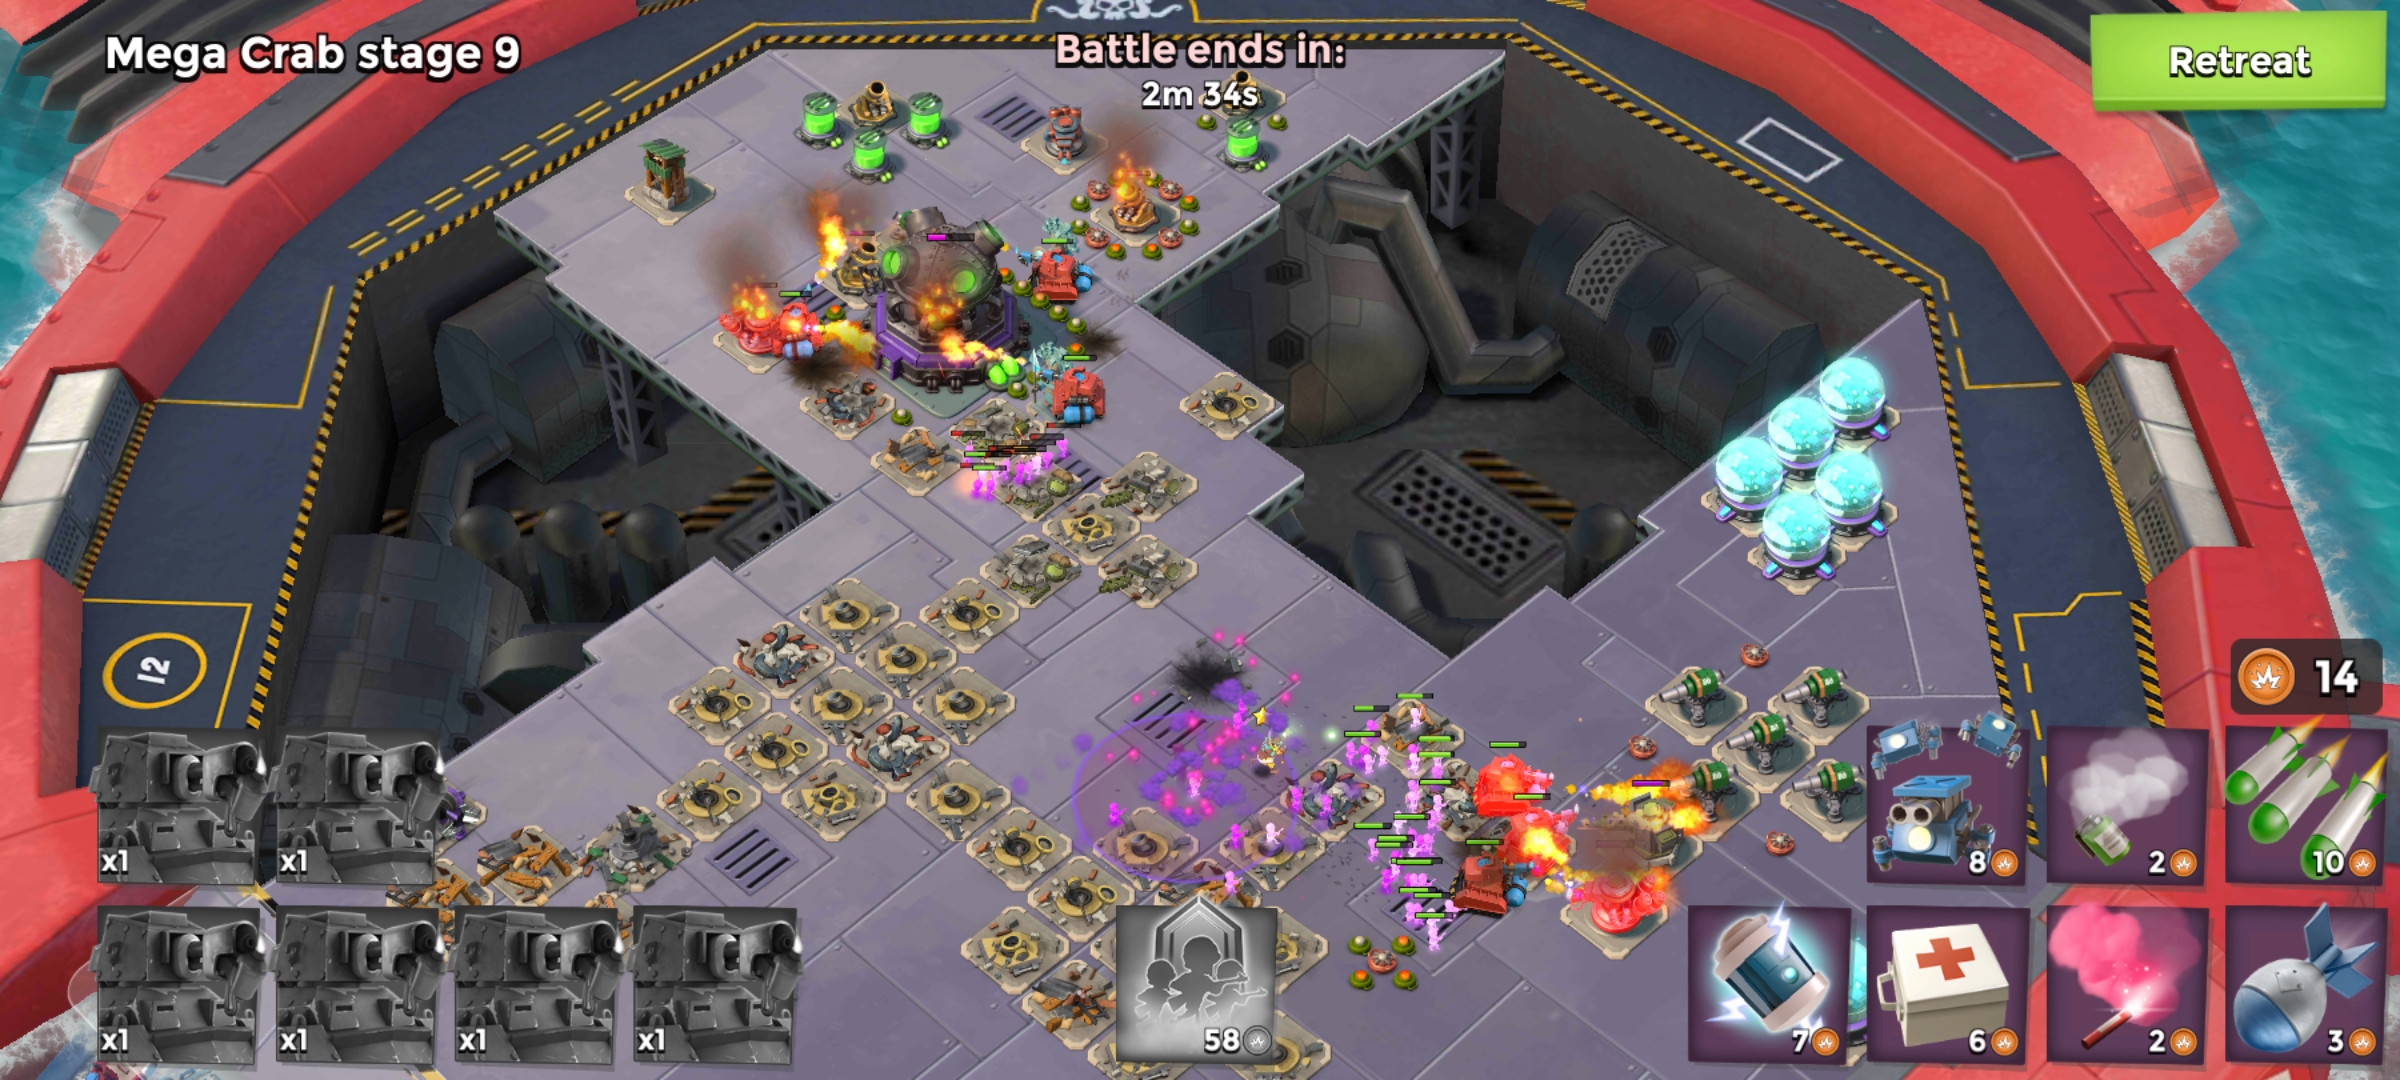 Mega Crab stage 9
Battle ends in:
2m 34s
Retreat
12
14
x1
x1
8
2
10
x1
x1
x1
x1
58
7
6
2
3